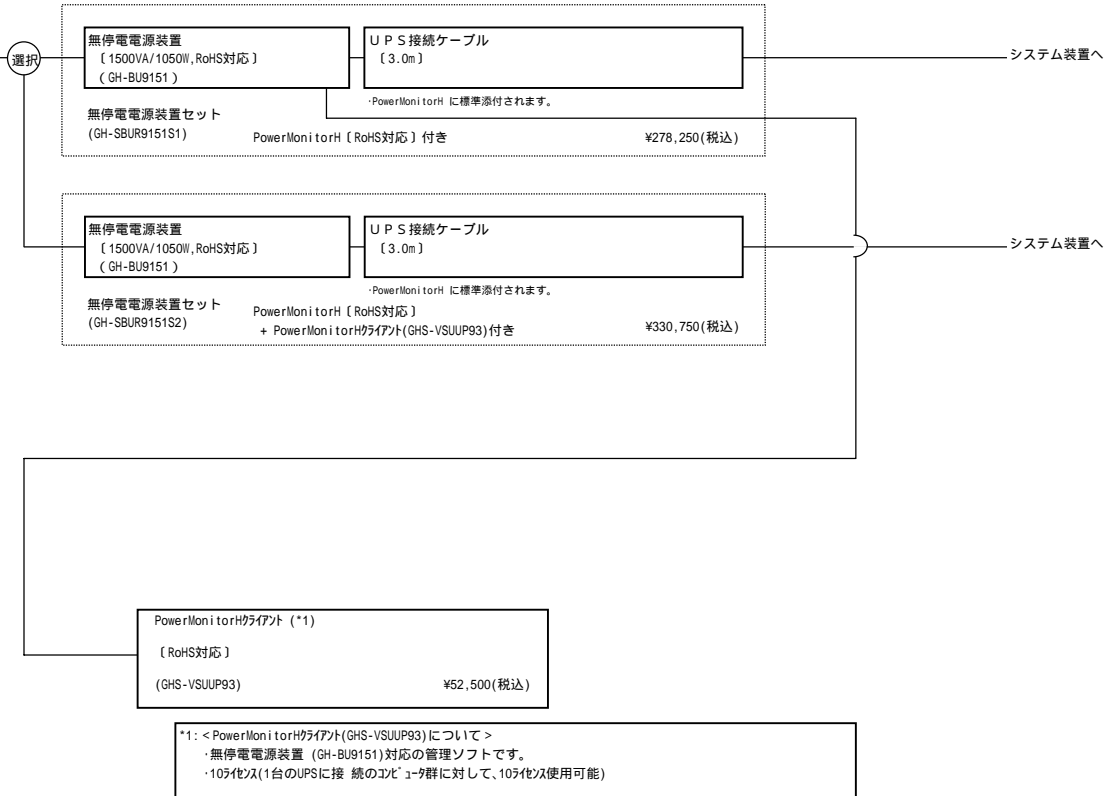 選択
無停電電源装置
〔1500VA/1050W,RoHS対応〕
(GH-BU9151)
UPS接続ケーブル
〔3.0m〕
システム装置へ
・PowerMonitorH に標準添付されます。
無停電電源装置セット
(GH-SBUR9151S1)
PowerMonitorH〔RoHS対応〕付き
¥278,250(税込)
無停電電源装置
〔1500VA/1050W,RoHS対応〕
(GH-BU9151)
UPS接続ケーブル
〔3.0m〕
システム装置へ
・PowerMonitorH に標準添付されます。
無停電電源装置セット
(GH-SBUR9151S2)
PowerMonitorH〔RoHS対応〕
+ PowerMonitorHクライアント(GHS-VSUUP93)付き
¥330,750(税込)
PowerMonitorHクライアント (*1)
〔RoHS対応〕
(GHS-VSUUP93)
¥52,500(税込)
*1:<PowerMonitorHクライアント(GHS-VSUUP93)について>
・無停電電源装置 (GH-BU9151)対応の管理ソフトです。
・10ライセンス(1台のUPSに接 続のコンピュータ群に対して、10ライセンス使用可能)